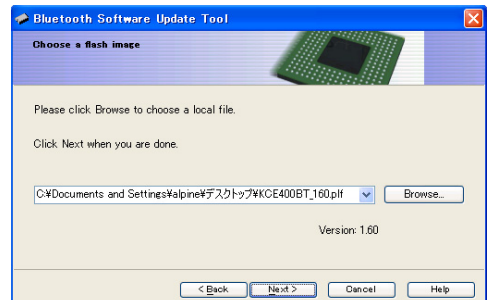 Bluetooth Software Update Tool
Choose a flash image
Please click Browse to choose a local file.
Click Next when you are done.
C:¥Documents and Settings¥alpine¥デスクトップ¥KCE400BT_160.plf
Browse...
Version: 1.60
< Back
Next >
Cancel
Help